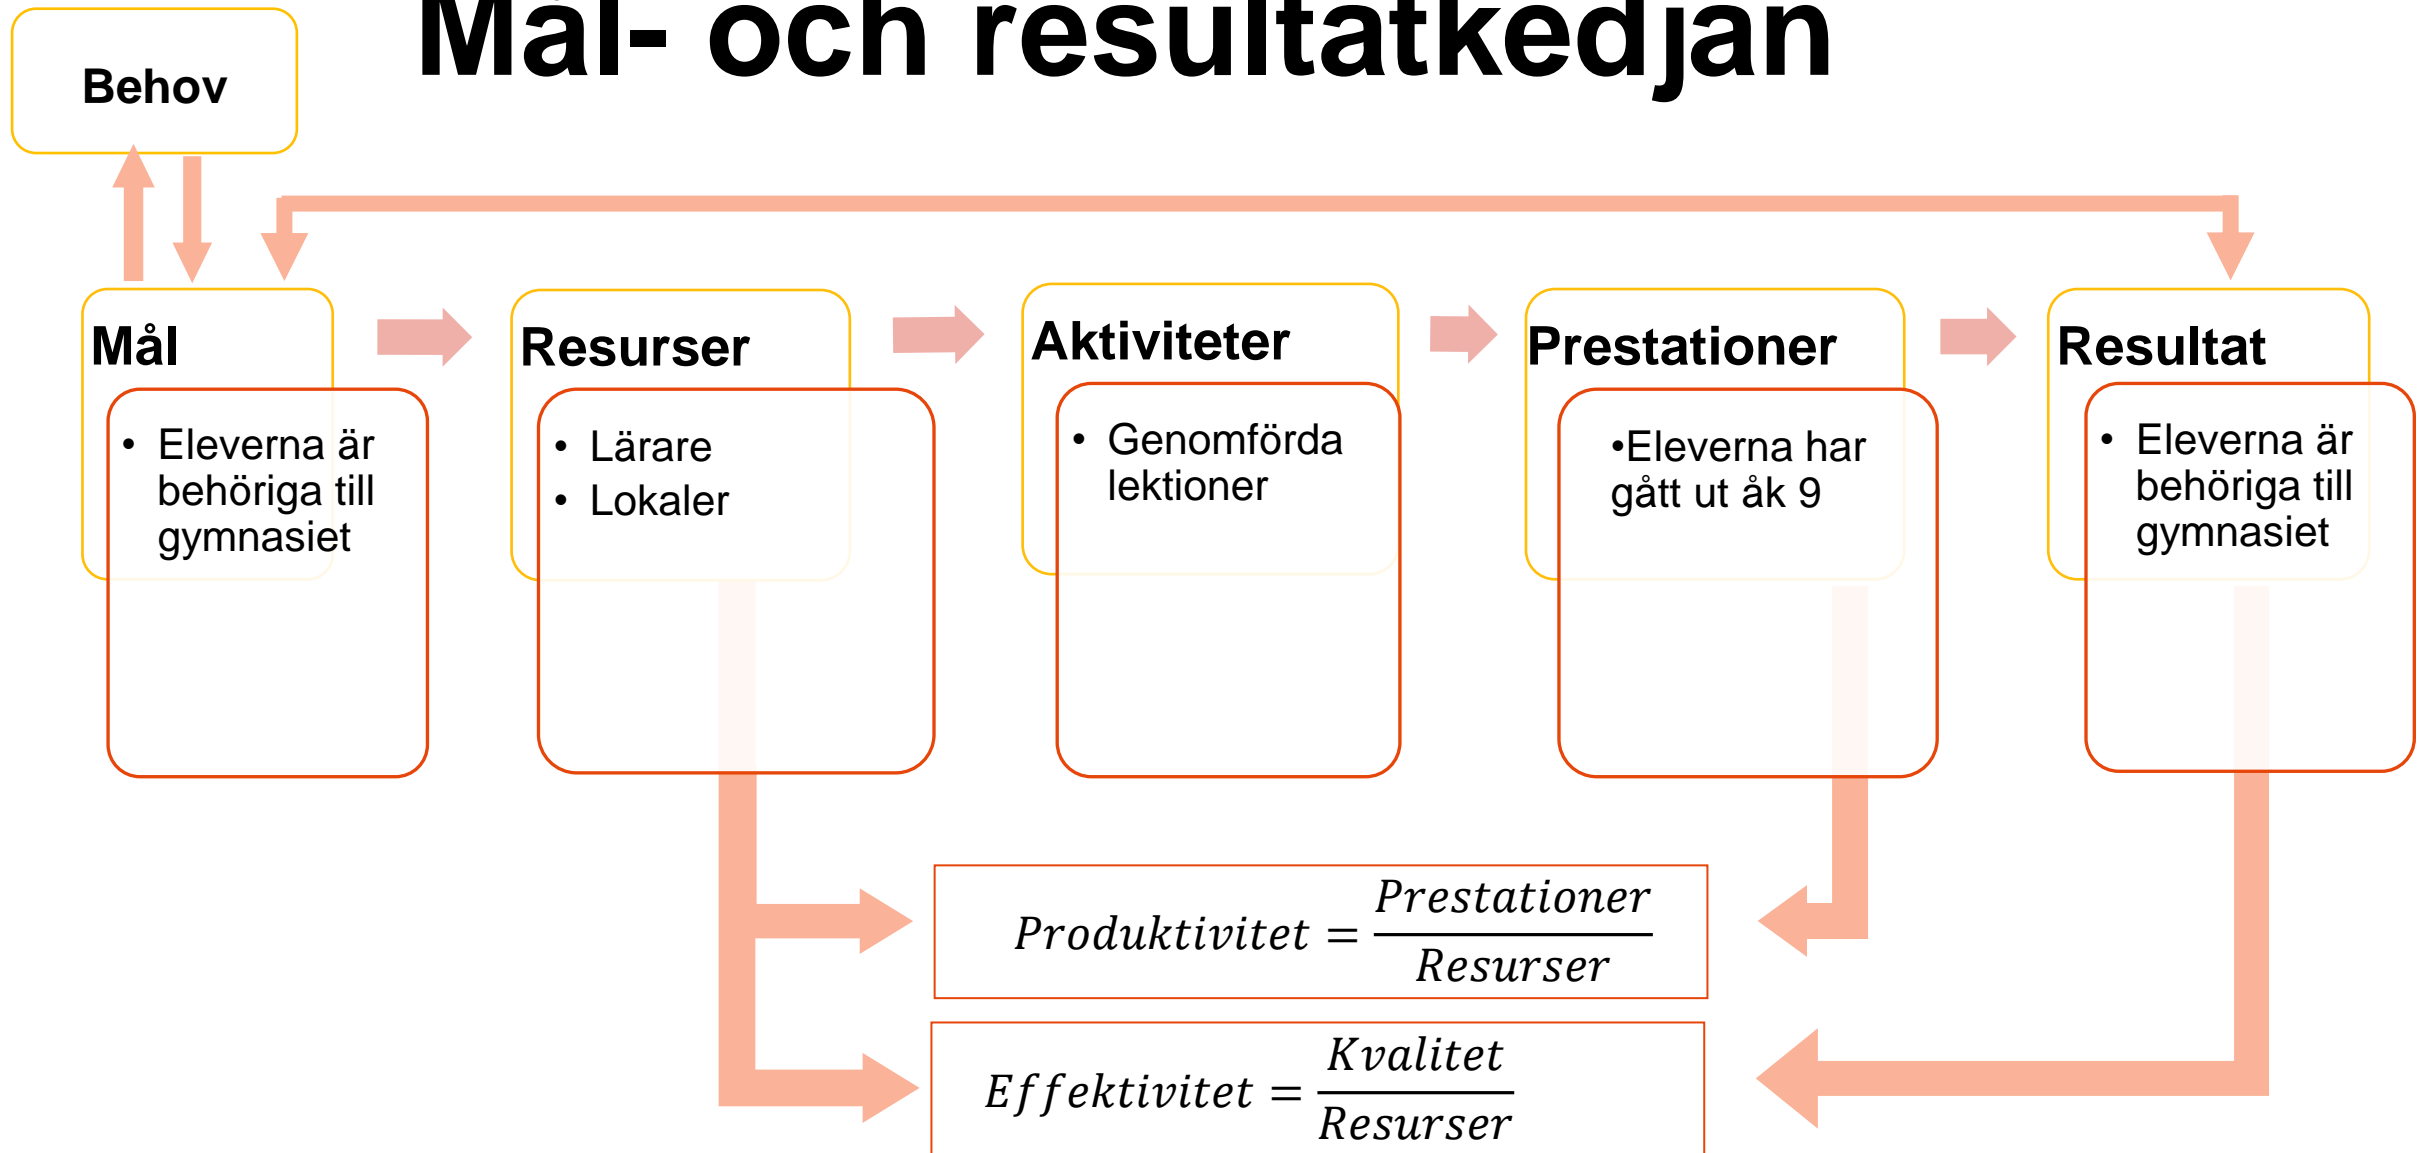 Mål- och resultatkedjan
Behov
Mål
• Eleverna är
behöriga till
gymnasiet
Resurser
• Lärare
• Lokaler
Aktiviteter
• Genomförda
lektioner
Prestationer
•Eleverna har
gått ut åk 9
Resultat
• Eleverna är
behöriga till
gymnasiet
Produktivitet = Prestationer / Resurser
Effektivitet = Kvalitet / Resurser